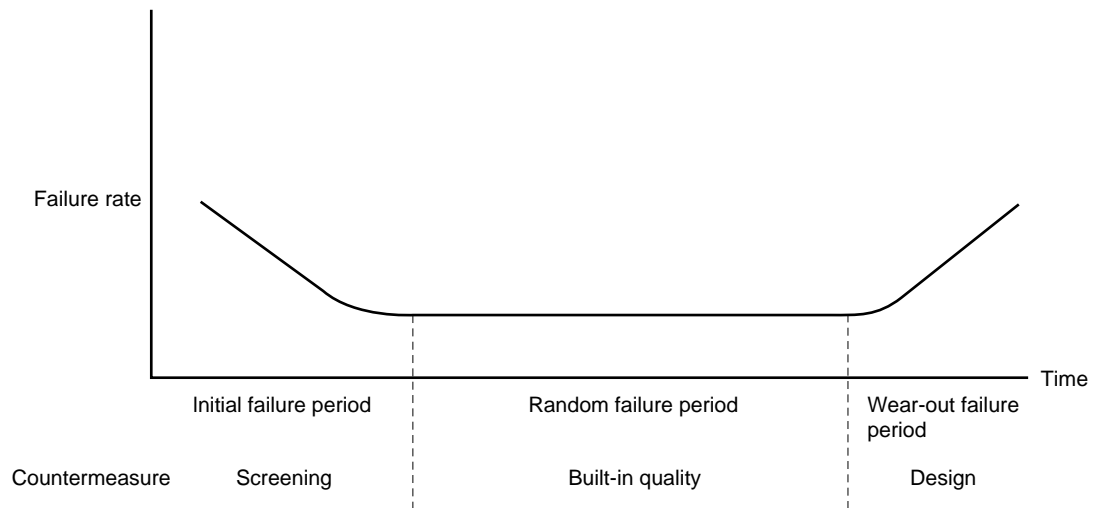 Failure rate
Time
Initial failure period
Random failure period
Wear-out failure
period
Countermeasure
Screening
Built-in quality
Design